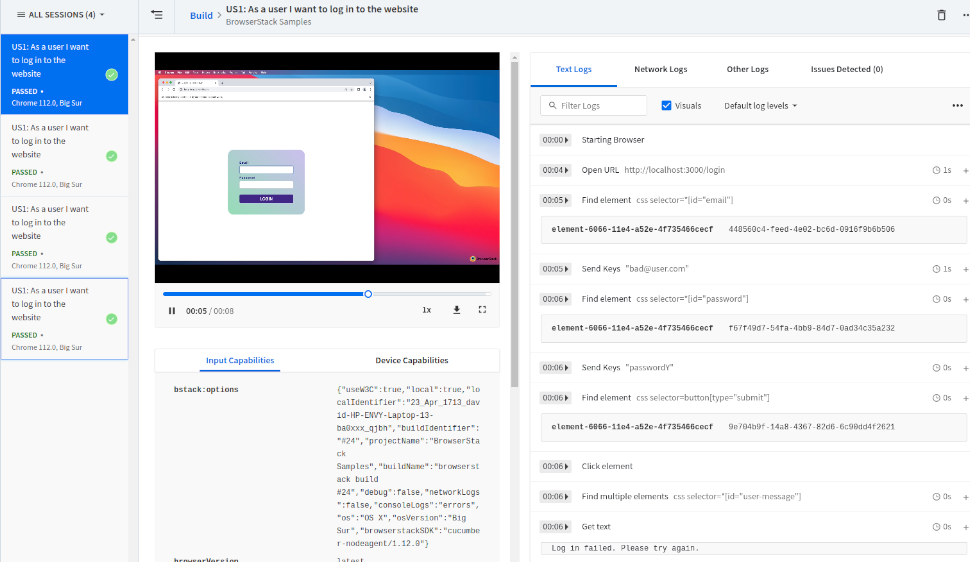 ALL SESSIONS (4)
Build
US1: As a user I want to log in to the website
BrowserStack Samples
US1: As a user I want
to log in to the
website
PASSED
Chrome 112.0, Big Sur
US1: As a user I want
to log in to the
website
PASSED
Chrome 112.0, Big Sur
US1: As a user I want
to log in to the
website
PASSED
Chrome 112.0, Big Sur
US1: As a user I want
to log in to the
website
PASSED
Chrome 112.0, Big Sur
Email
Password
LOGIN
00:05 / 00:08
1x
Input Capabilities
Device Capabilities
bstack:options
{"useW3C":true,"local":true,"lo
calIdentifier":"23_Apr_1713_dav
id-HP-ENVY-Laptop-13-
ba0xxx_qjbh","buildIdentifier":
"#24","projectName":"BrowserSta
ck
Samples","buildName":"browserst
ack build
#24","debug":false,"networkLogs
":false,"consoleLogs":"errors",
"os":"OS X","osVersion":"Big
Sur","browserstackSDK":"cucumbe
r-nodeagent/1.12.0"}
browserVersion
latest
Text Logs
Network Logs
Other Logs
Issues Detected (0)
Filter Logs
Visuals
Default log levels
00:00 Starting Browser
00:04 Open URL http://localhost:3000/login 1s
00:05 Find element css selector=*[id="email"] 0s
element-6066-11e4-a52e-4f735466cecf 448560c4-feed-4e02-bc6d-0916f9b6b506
00:05 Send Keys "bad@user.com" 1s
00:06 Find element css selector=*[id="password"] 0s
element-6066-11e4-a52e-4f735466cecf f67f49d7-54fa-4bb9-84d7-0ad34c35a232
00:06 Send Keys "passwordY" 0s
00:06 Find element css selector=button[type="submit"] 0s
element-6066-11e4-a52e-4f735466cecf 9e704b9f-14a8-4367-82d6-6c90dd4f2621
00:06 Click element
00:06 Find multiple elements css selector=*[id="user-message"] 0s
00:06 Get text 0s
Log in failed. Please try again.